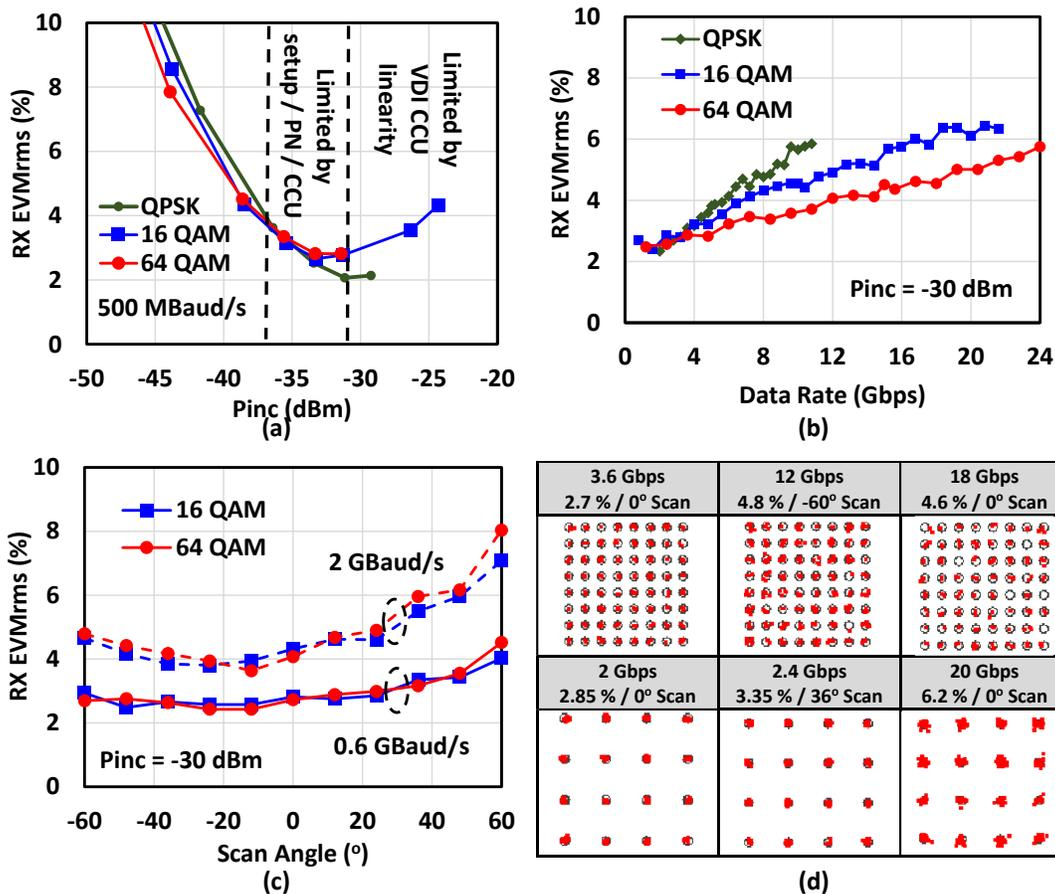 RX EVMrms (%)
10
8
6
4
2
0
-50 -45 -40 -35 -30 -25 -20
Pinc (dBm)
(a)
QPSK
16 QAM
64 QAM
500 MBaud/s
Limited by
setup / PN / CCU
Limited by
VDI CCU
linearity
RX EVMrms (%)
10
8
6
4
2
0
0 4 8 12 16 20 24
Data Rate (Gbps)
(b)
QPSK
16 QAM
64 QAM
Pinc = -30 dBm
RX EVMrms (%)
10
8
6
4
2
0
-60 -40 -20 0 20 40 60
Scan Angle (º)
(c)
16 QAM
64 QAM
2 GBaud/s
0.6 GBaud/s
Pinc = -30 dBm
3.6 Gbps
2.7 % / 0º Scan
12 Gbps
4.8 % / -60º Scan
18 Gbps
4.6 % / 0º Scan
2 Gbps
2.85 % / 0º Scan
2.4 Gbps
3.35 % / 36º Scan
20 Gbps
6.2 % / 0º Scan
(d)